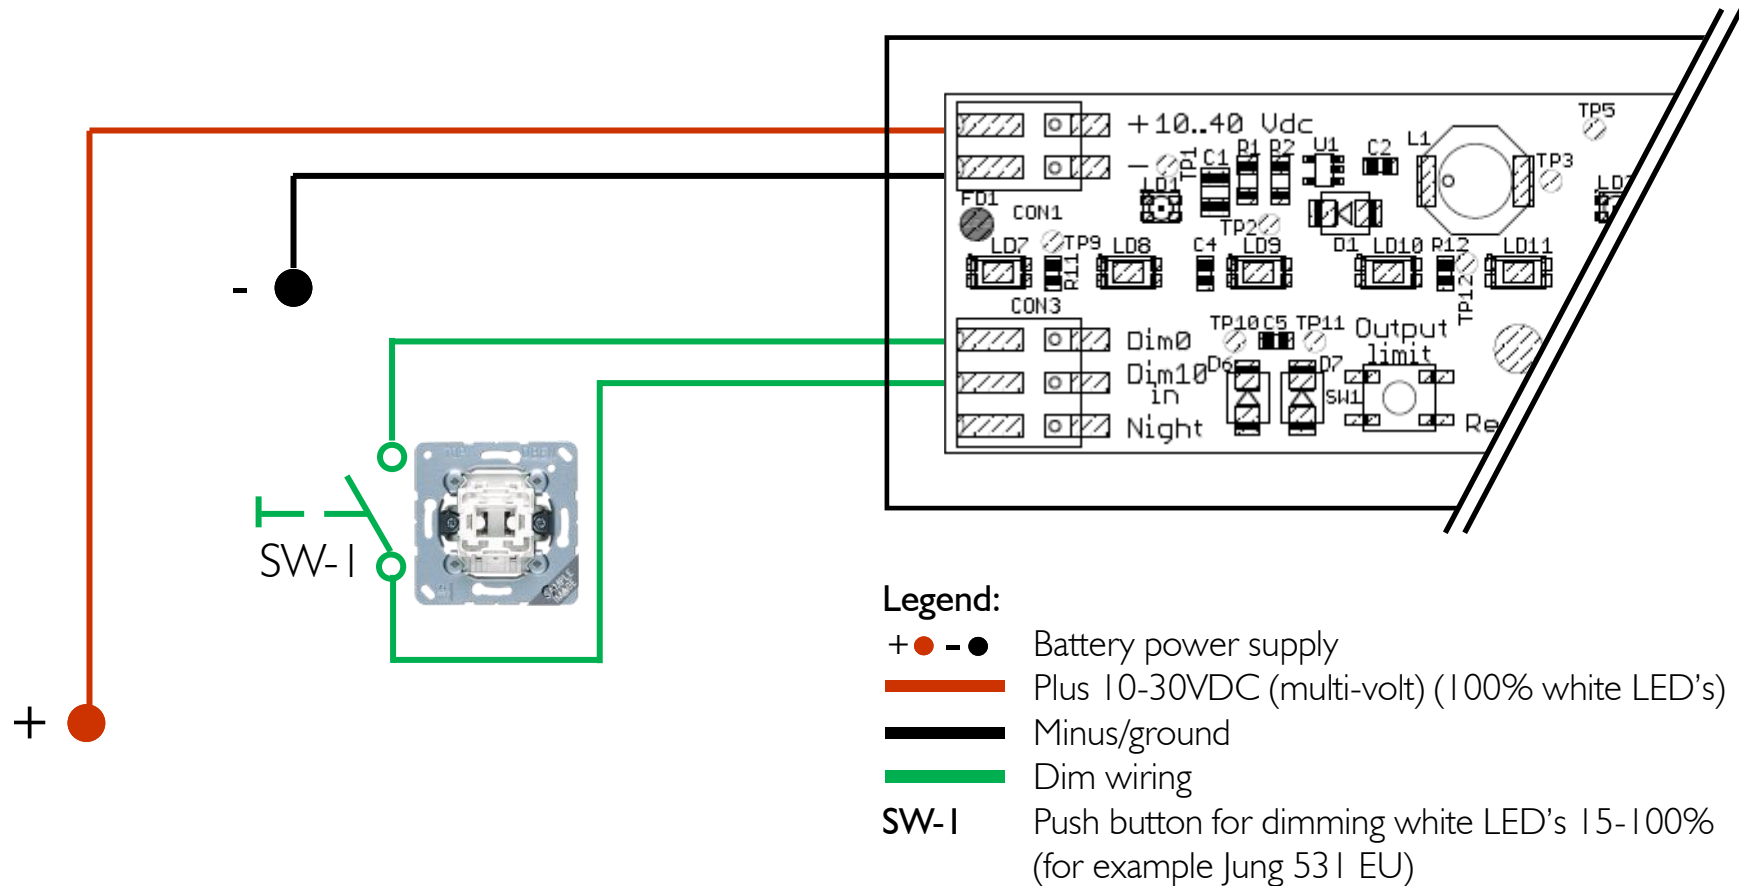 +10..40 Vdc
-
TP1
C1
R1
R2
U1
C2
L1
TP5
TP3
LD1
FD1
CON1
TP2
TP9
LD7
R11
LD8
C4
LD9
D1
LD10
R12
LD11
TP12
CON3
Dim0
TP10
C5
TP11
Output
limit
Dim10
in
D6
D7
SW1
Night
-
+
TOP
OBEN
SW-1
Legend:
+ - Battery power supply
Plus 10-30VDC (multi-volt) (100% white LED's)
Minus/ground
Dim wiring
SW-1 Push button for dimming white LED's 15-100%
(for example Jung 531 EU)